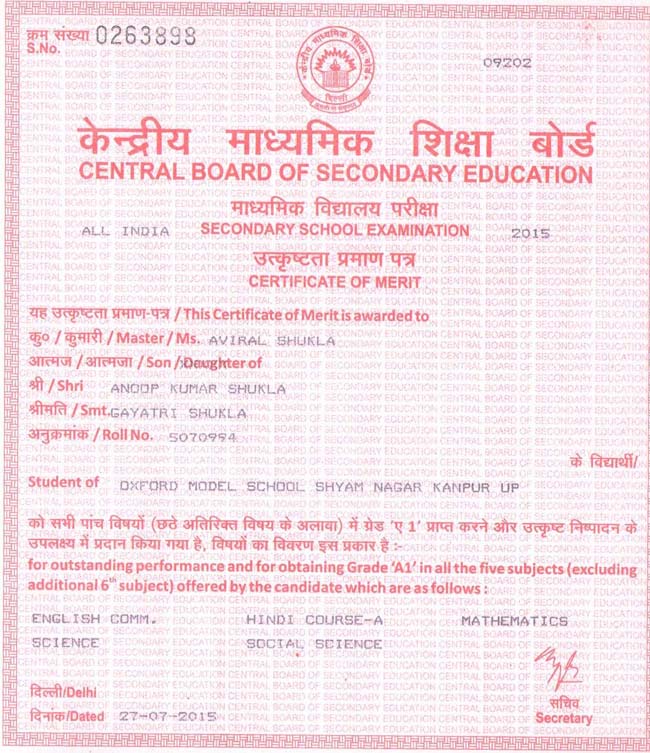 क्रम संख्या 0263898
S.No.
09202
केन्द्रीय माध्यमिक शिक्षा बोर्ड
CENTRAL BOARD OF SECONDARY EDUCATION
माध्यमिक विद्यालय परीक्षा
ALL INDIA SECONDARY SCHOOL EXAMINATION 2015
उत्कृष्टता प्रमाण पत्र
CERTIFICATE OF MERIT
यह उत्कृष्टता प्रमाण-पत्र / This Certificate of Merit is awarded to
कु० / कुमारी / Master / Ms. AVIRAL SHUKLA
आत्मज / आत्मजा / Son / Daughter of
श्री / Shri ANOOP KUMAR SHUKLA
श्रीमति / Smt. GAYATRI SHUKLA
अनुक्रमांक / Roll No. 5070994
के विद्यार्थी/
Student of OXFORD MODEL SCHOOL SHYAM NAGAR KANPUR UP
को सभी पांच विषयों (छठे अतिरिक्त विषय के अलावा) में ग्रेड 'ए 1' प्राप्त करने और उत्कृष्ट निष्पादन के
उपलक्ष्य में प्रदान किया गया है, विषयों का विवरण इस प्रकार है :-
for outstanding performance and for obtaining Grade 'A1' in all the five subjects (excluding
additional 6th subject) offered by the candidate which are as follows :
ENGLISH COMM. HINDI COURSE-A MATHEMATICS
SCIENCE SOCIAL SCIENCE
दिल्ली/Delhi
दिनांक/Dated 27-07-2015
सचिव
Secretary